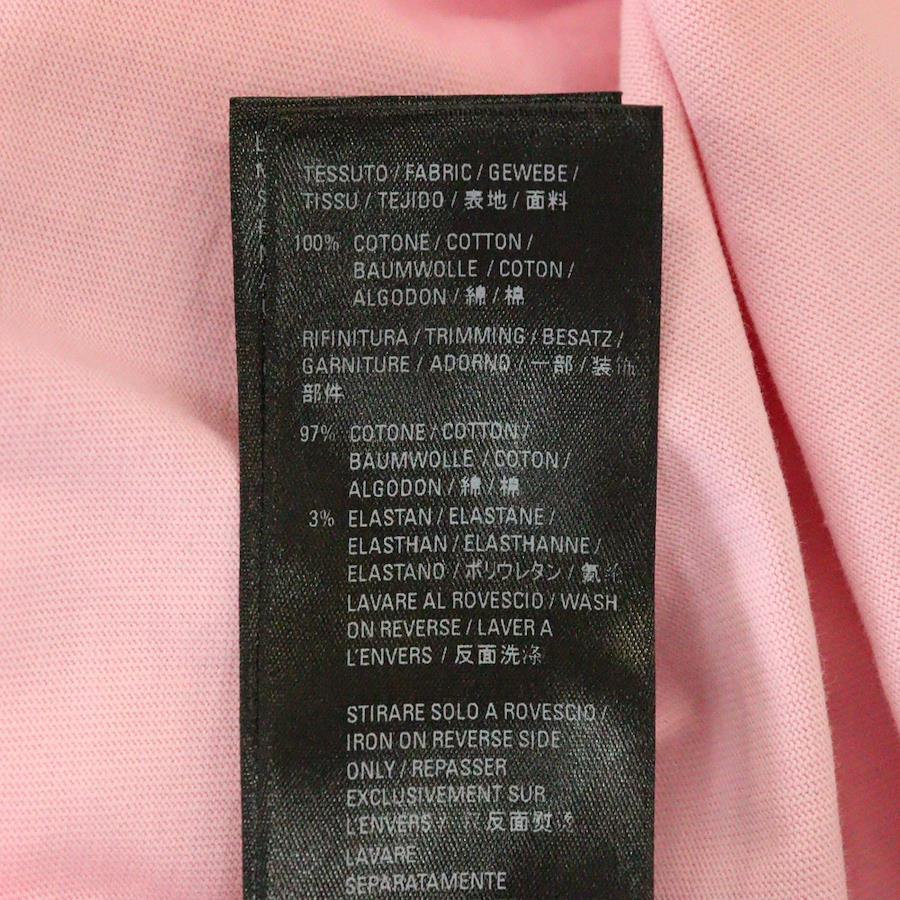 TESSUTO / FABRIC / GEWEBE /
TISSU / TEJIDO / 表地 / 面料
100% COTONE / COTTON /
BAUMWOLLE / COTON /
ALGODON / 綿 / 棉
RIFINITURA / TRIMMING / BESATZ /
GARNITURE / ADORNO / 一部 / 装
部件
97% COTONE / COTTON /
BAUMWOLLE / COTON /
ALGODON / 綿 / 棉
3% ELASTAN / ELASTANE /
ELASTHAN / ELASTHANNE /
ELASTANO / ポリウレタン / 氨
LAVARE AL ROVESCIO / WASH
ON REVERSE / LAVER A
L'ENVERS / 反面洗涤
STIRARE SOLO A ROVESCIO /
IRON ON REVERSE SIDE
ONLY / REPASSER
EXCLUSIVEMENT SUR
L'ENVERS / 反面熨
LAVARE
SEPARATAMENTE